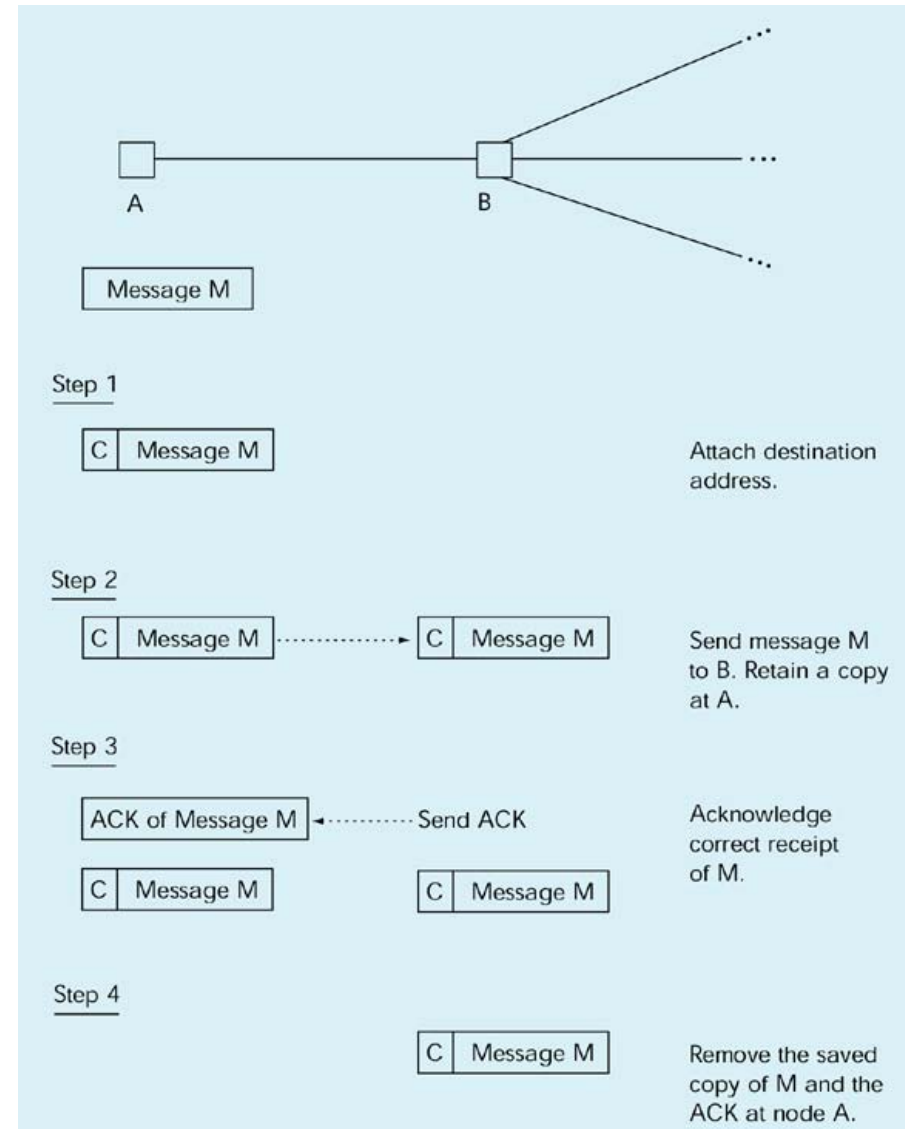 ...
A
B
...
...
Message M
Step 1
C Message M
Attach destination
address.
Step 2
C Message M
C Message M
Send message M
to B. Retain a copy
at A.
Step 3
ACK of Message M
Send ACK
Acknowledge
correct receipt
of M.
C Message M
C Message M
Step 4
C Message M
Remove the saved
copy of M and the
ACK at node A.